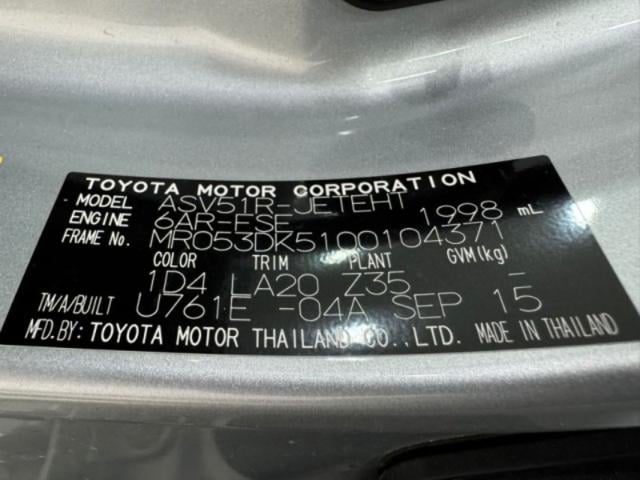 TOYOTA MOTOR CORPORATION
MODEL ASV51R-JETEHT
ENGINE 6AR-FSE 1998 mL
FRAME No. MR053DK5100104371
COLOR TRIM PLANT GVM(kg)
1D4 LA20 Z35 -
TM/A/BUILT U761E -04A SEP 15
MFD.BY: TOYOTA MOTOR THAILAND CO.,LTD. MADE IN THAILAND